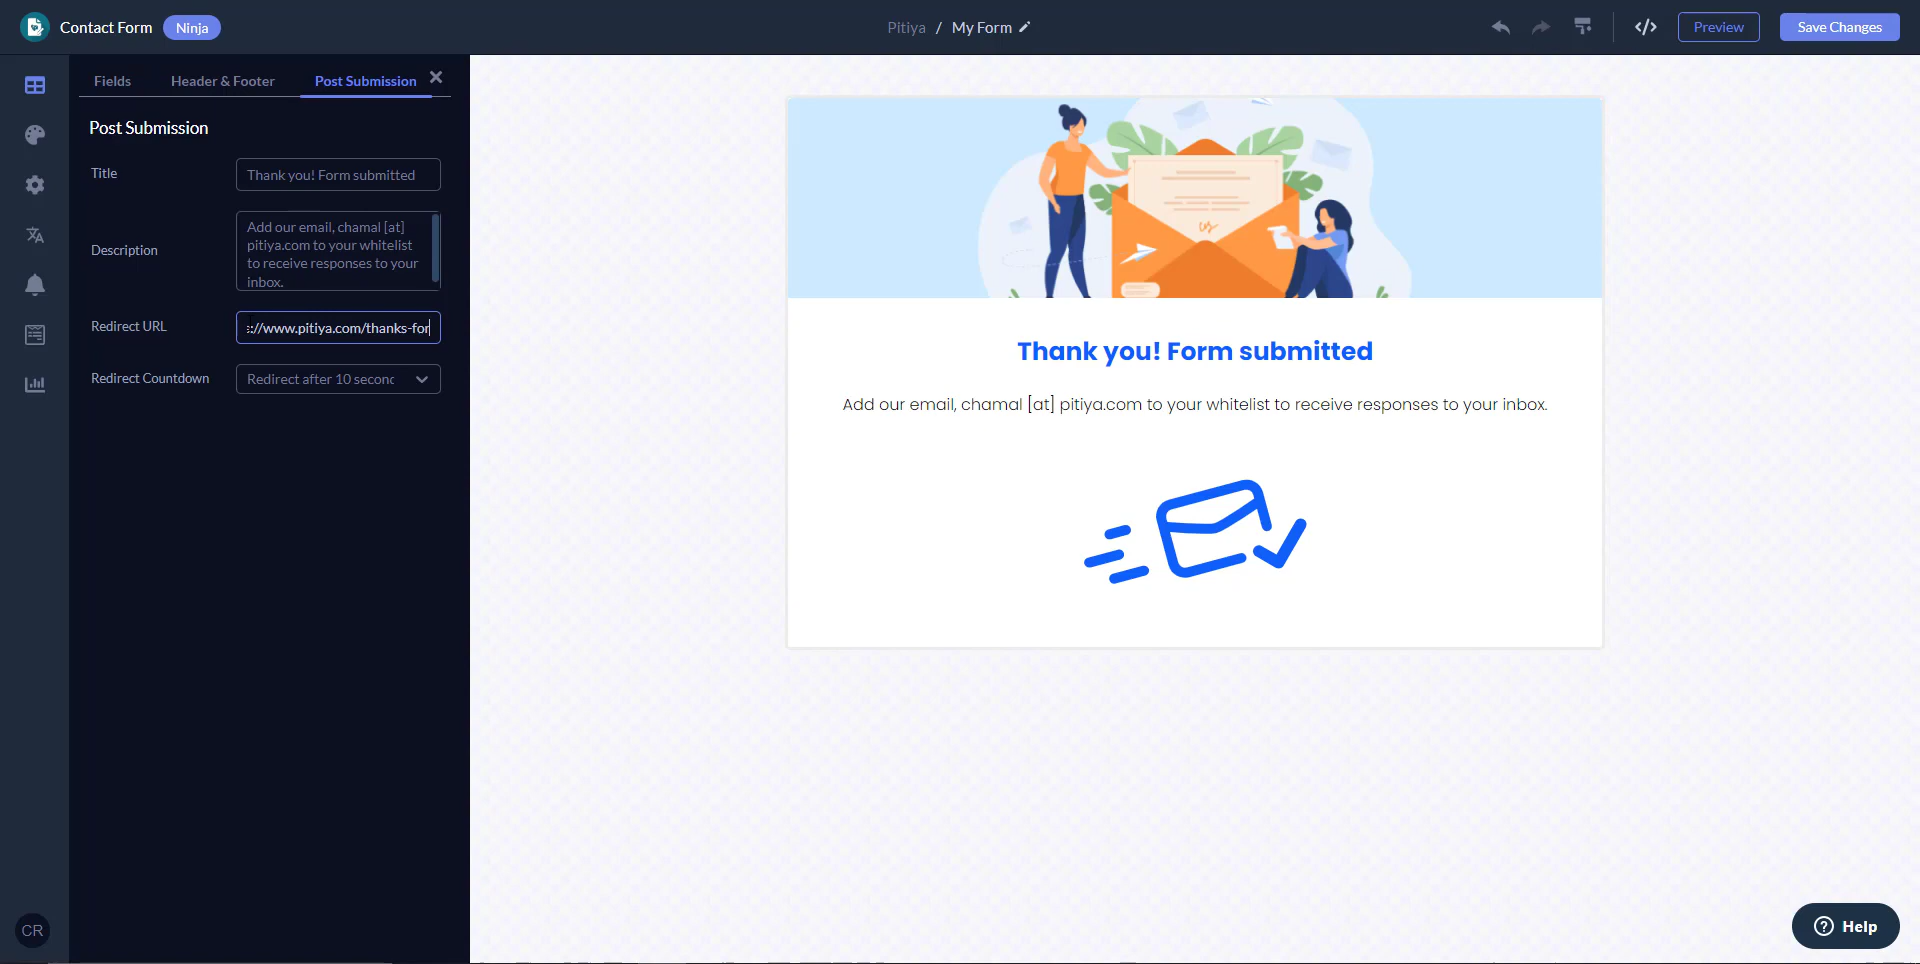 Contact Form Ninja
Pitiya / My Form
Preview
Save Changes
Fields Header & Footer Post Submission
Post Submission
Title
Thank you! Form submitted
Description
Add our email, chamal [at]
pitiya.com to your whitelist
to receive responses to your
inbox.
Redirect URL
://www.pitiya.com/thanks-for
Redirect Countdown
Redirect after 10 second
Thank you! Form submitted
Add our email, chamal [at] pitiya.com to your whitelist to receive responses to your inbox.
CR
Help